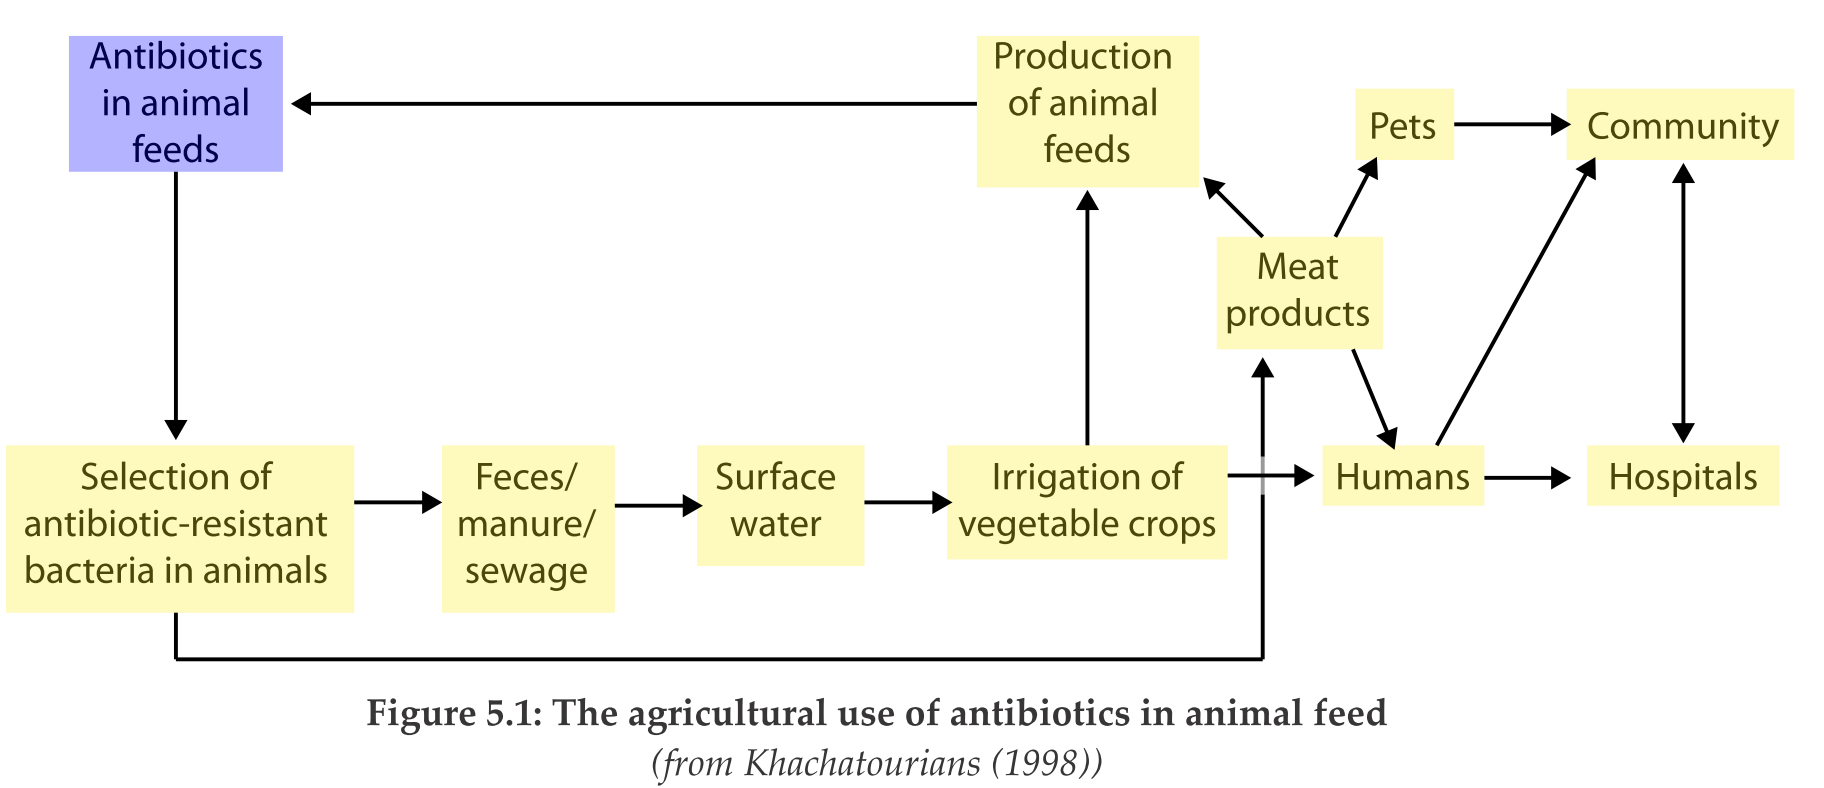 Antibiotics
in animal
feeds
Production
of animal
feeds
Pets
Community
Meat
products
Selection of
antibiotic-resistant
bacteria in animals
Feces/
manure/
sewage
Surface
water
Irrigation of
vegetable crops
Humans
Hospitals
Figure 5.1: The agricultural use of antibiotics in animal feed
(from Khachatourians (1998))